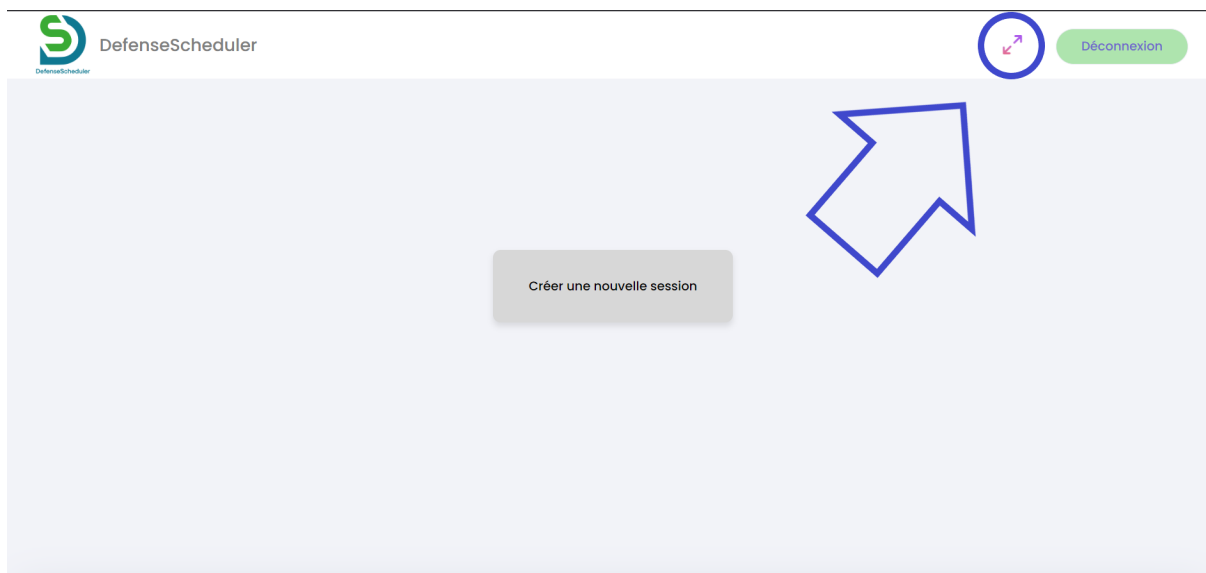 DefenseScheduler
DefenseScheduler
Déconnexion
Créer une nouvelle session